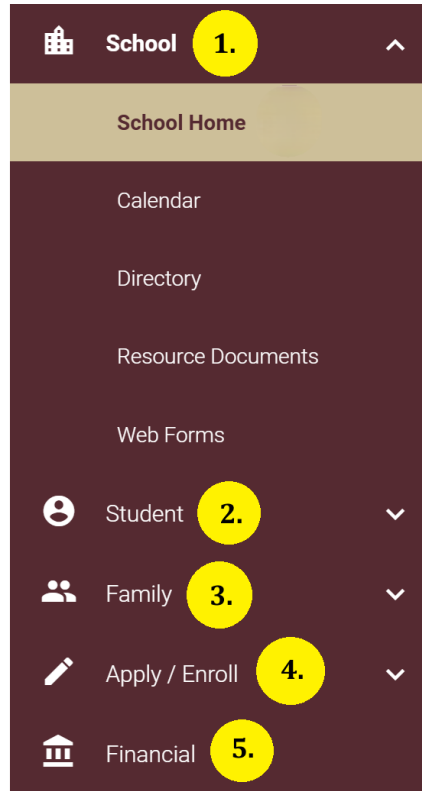 School 1.
School Home
Calendar
Directory
Resource Documents
Web Forms
Student 2.
Family 3.
Apply / Enroll 4.
Financial 5.